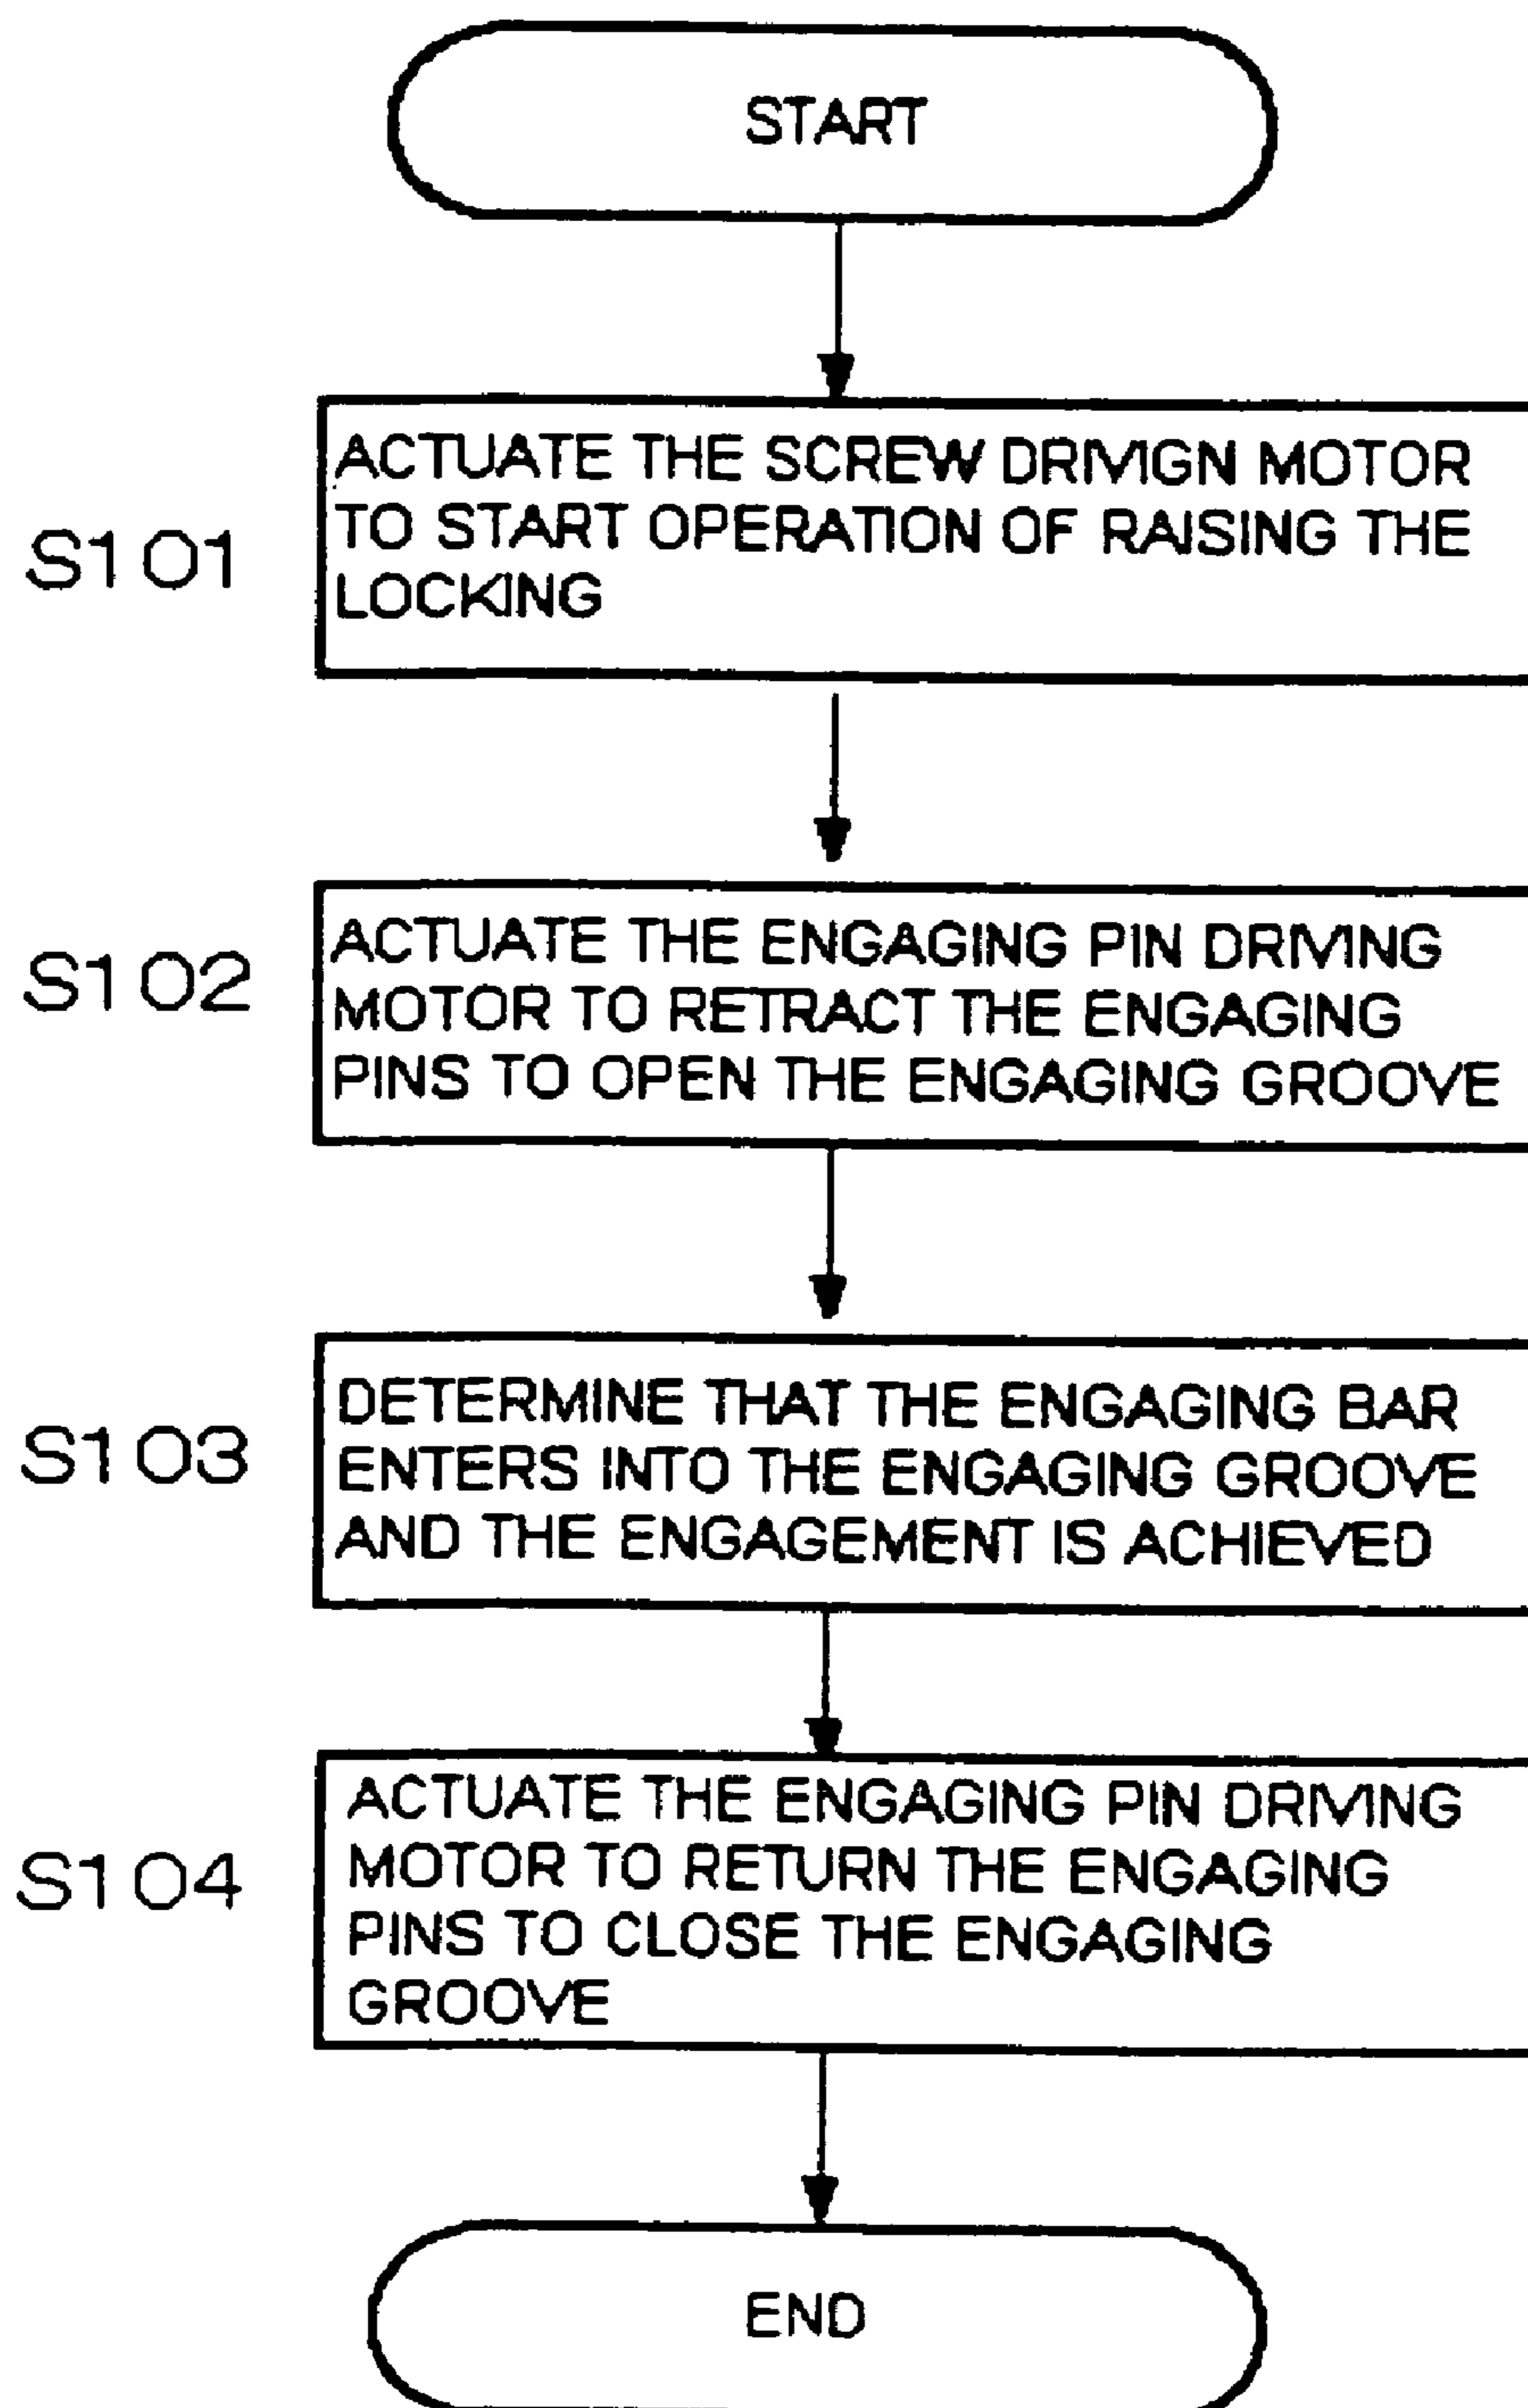 START
S101
ACTUATE THE SCREW DRIVIGN MOTOR
TO START OPERATION OF RAISING THE
LOCKING
S102
ACTUATE THE ENGAGING PIN DRIVING
MOTOR TO RETRACT THE ENGAGING
PINS TO OPEN THE ENGAGING GROOVE
S103
DETERMINE THAT THE ENGAGING BAR
ENTERS INTO THE ENGAGING GROOVE
AND THE ENGAGEMENT IS ACHIEVED
S104
ACTUATE THE ENGAGING PIN DRIVING
MOTOR TO RETURN THE ENGAGING
PINS TO CLOSE THE ENGAGING
GROOVE
END